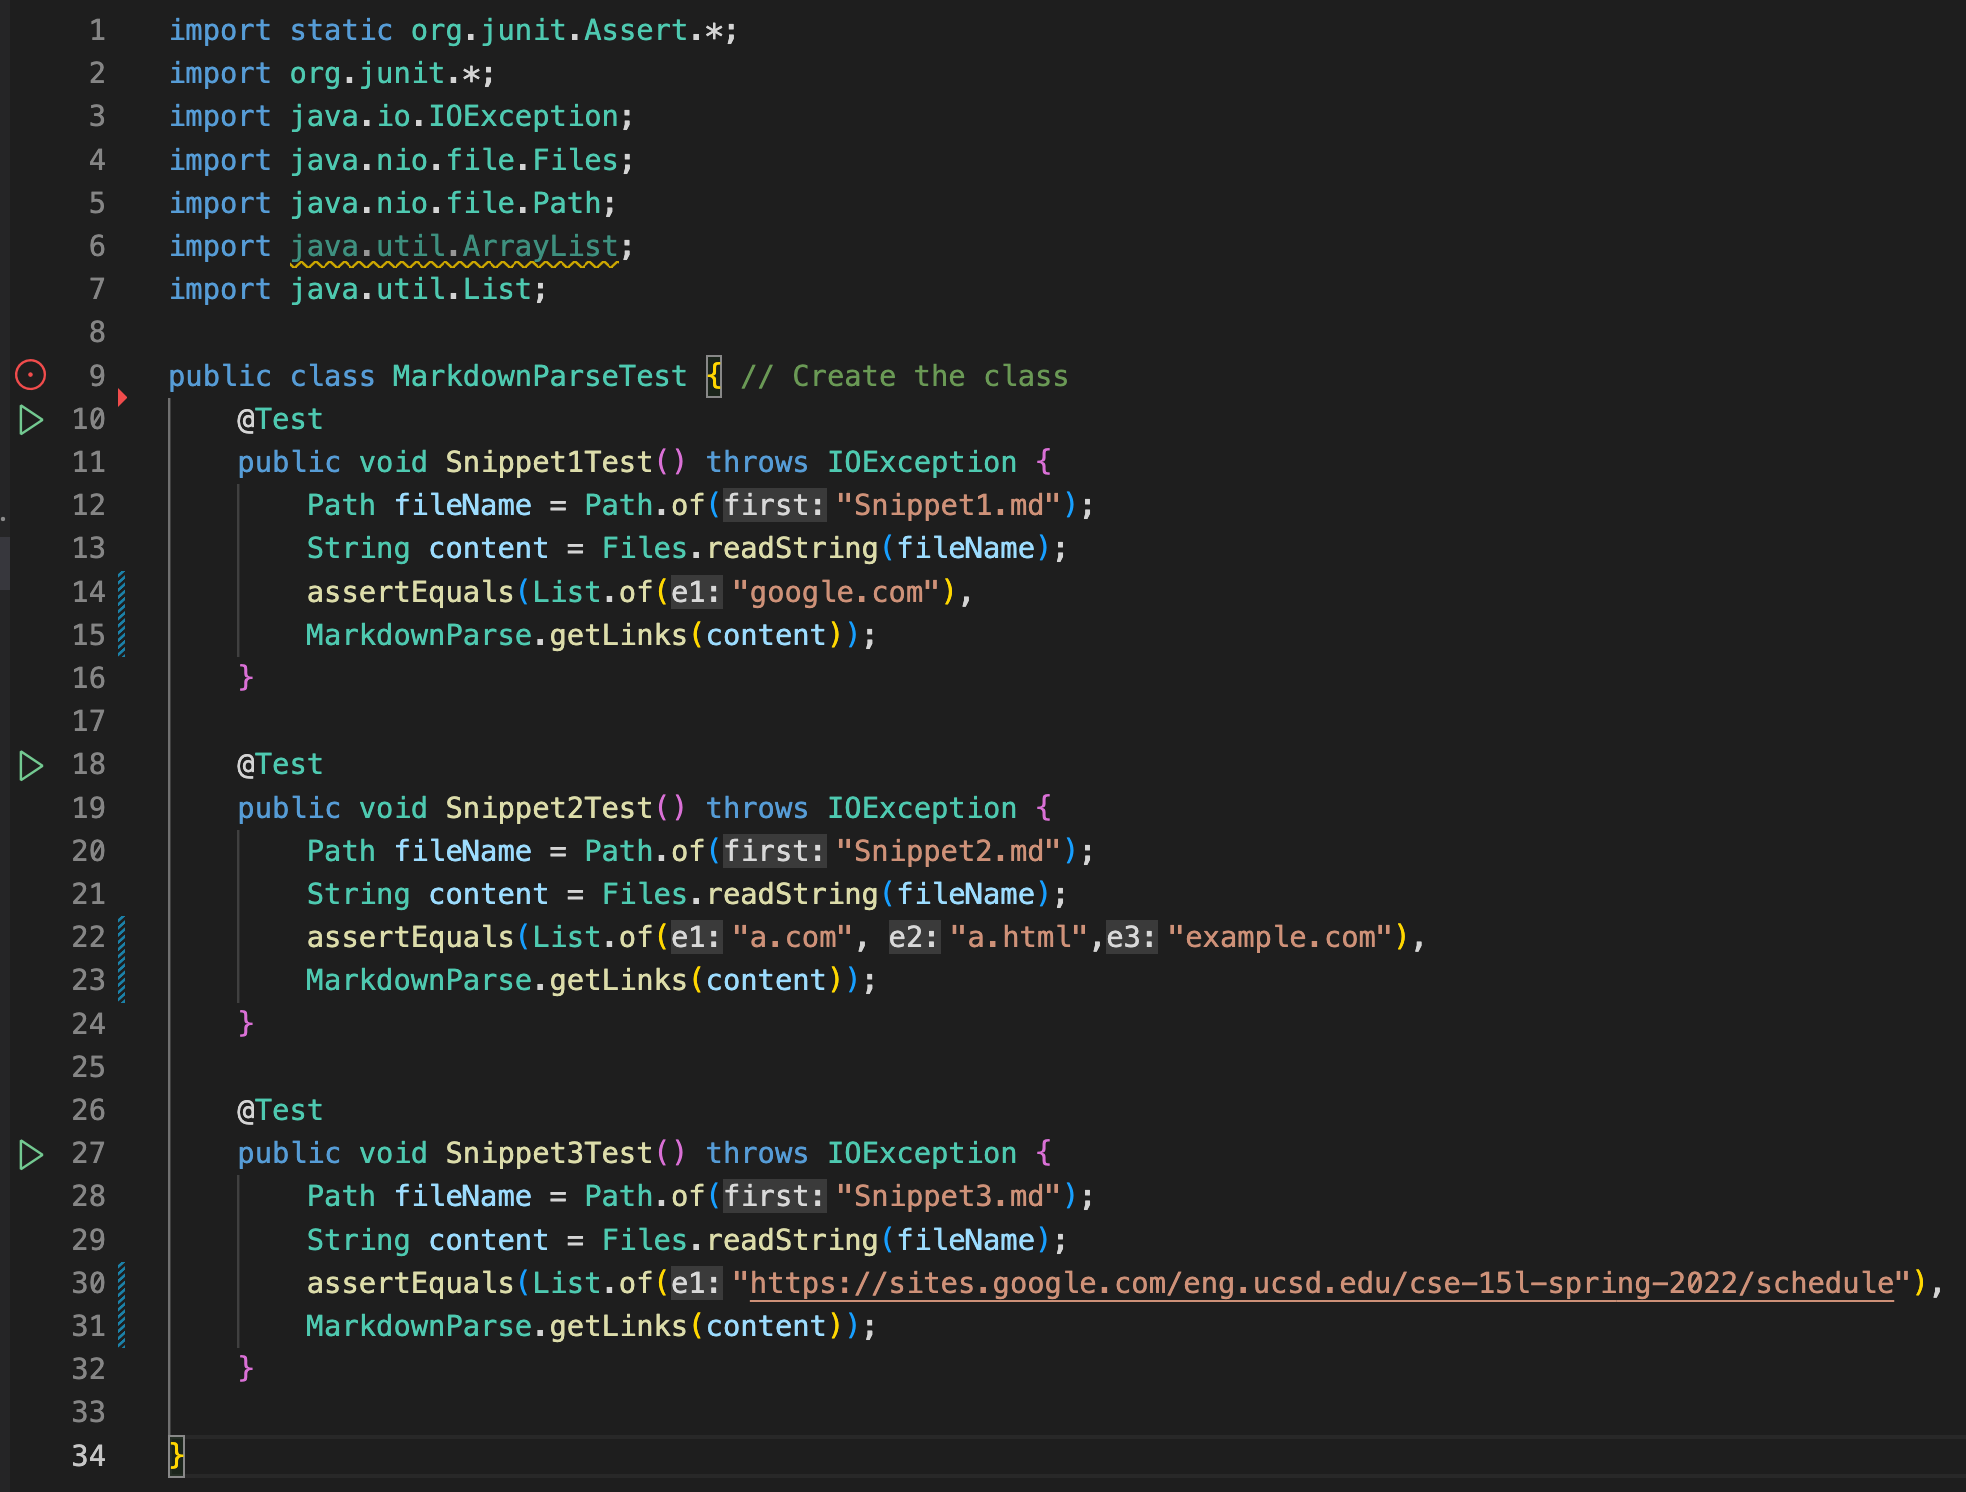 1 import static org.junit.Assert.*;
2 import org.junit.*;
3 import java.io.IOException;
4 import java.nio.file.Files;
5 import java.nio.file.Path;
6 import java.util.ArrayList;
7 import java.util.List;
8
9 public class MarkdownParseTest { // Create the class
10 @Test
11 public void Snippet1Test() throws IOException {
12 Path fileName = Path.of(first: "Snippet1.md");
13 String content = Files.readString(fileName);
14 assertEquals(List.of(e1: "google.com"),
15 MarkdownParse.getLinks(content));
16 }
17
18 @Test
19 public void Snippet2Test() throws IOException {
20 Path fileName = Path.of(first: "Snippet2.md");
21 String content = Files.readString(fileName);
22 assertEquals(List.of(e1: "a.com", e2: "a.html",e3: "example.com"),
23 MarkdownParse.getLinks(content));
24 }
25
26 @Test
27 public void Snippet3Test() throws IOException {
28 Path fileName = Path.of(first: "Snippet3.md");
29 String content = Files.readString(fileName);
30 assertEquals(List.of(e1: "https://sites.google.com/eng.ucsd.edu/cse-15l-spring-2022/schedule"),
31 MarkdownParse.getLinks(content));
32 }
33
34 }